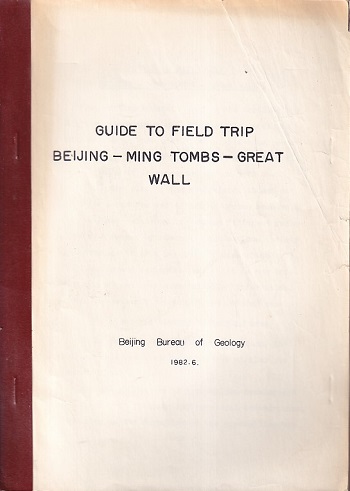 GUIDE TO FIELD TRIP
BEIJING — MING TOMBS — GREAT
WALL
Beijing Bureau of Geology
1982.6.